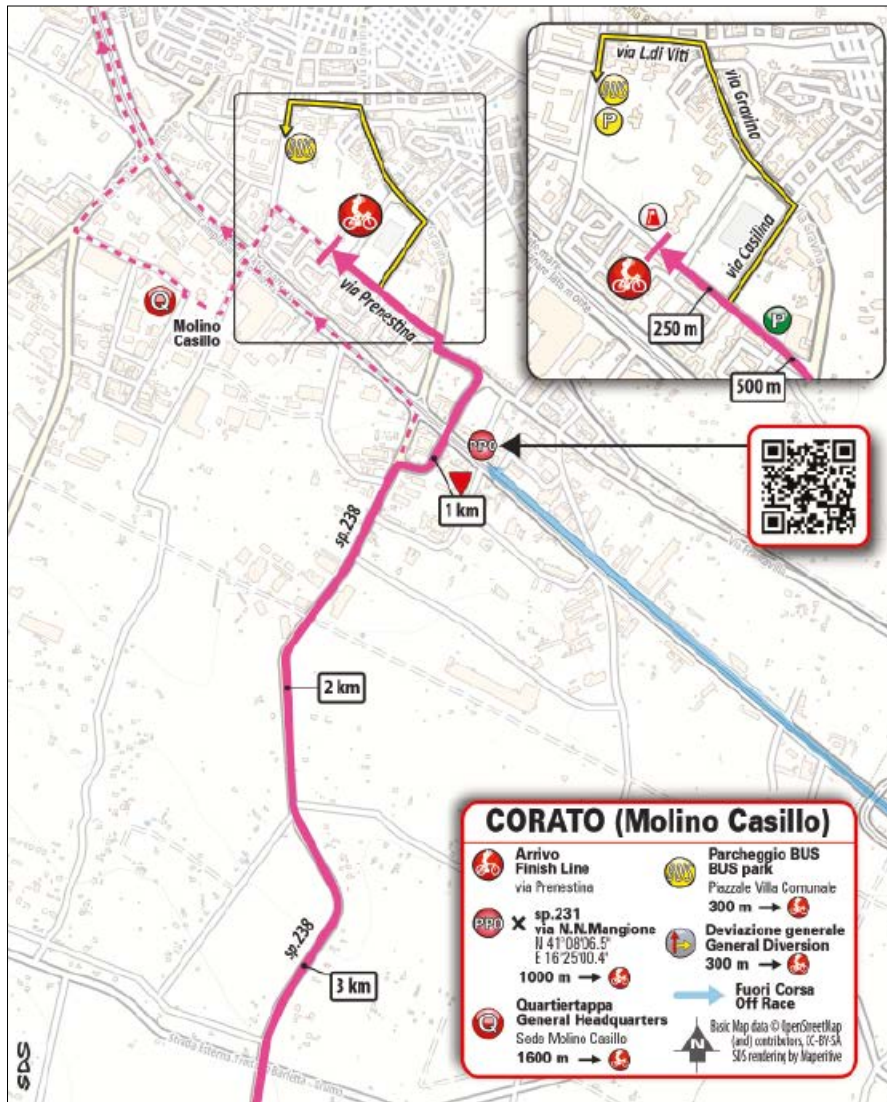 via L.di Viti
via Gravina
via Casilina
P
P
250 m
500 m
via Prenestina
Q
Molino
Casillo
PPO
1 km
sp.238
2 km
sp.238
3 km
SDS
CORATO (Molino Casillo)
Arrivo
Finish Line
via Prenestina
PPO
sp.231
via N.N.Mangione
N 41°08'06.5"
E 16°25'00.4"
1000 m
Q
Quartiertappa
General Headquarters
Sede Molino Casillo
1600 m
Parcheggio BUS
BUS park
Piazzale Villa Comunale
300 m
Deviazione generale
General Diversion
300 m
Fuori Corsa
Off Race
N
Basic Map data © OpenStreetMap
(and) contributors, CC-BY-SA
SDS rendering by Maperitive